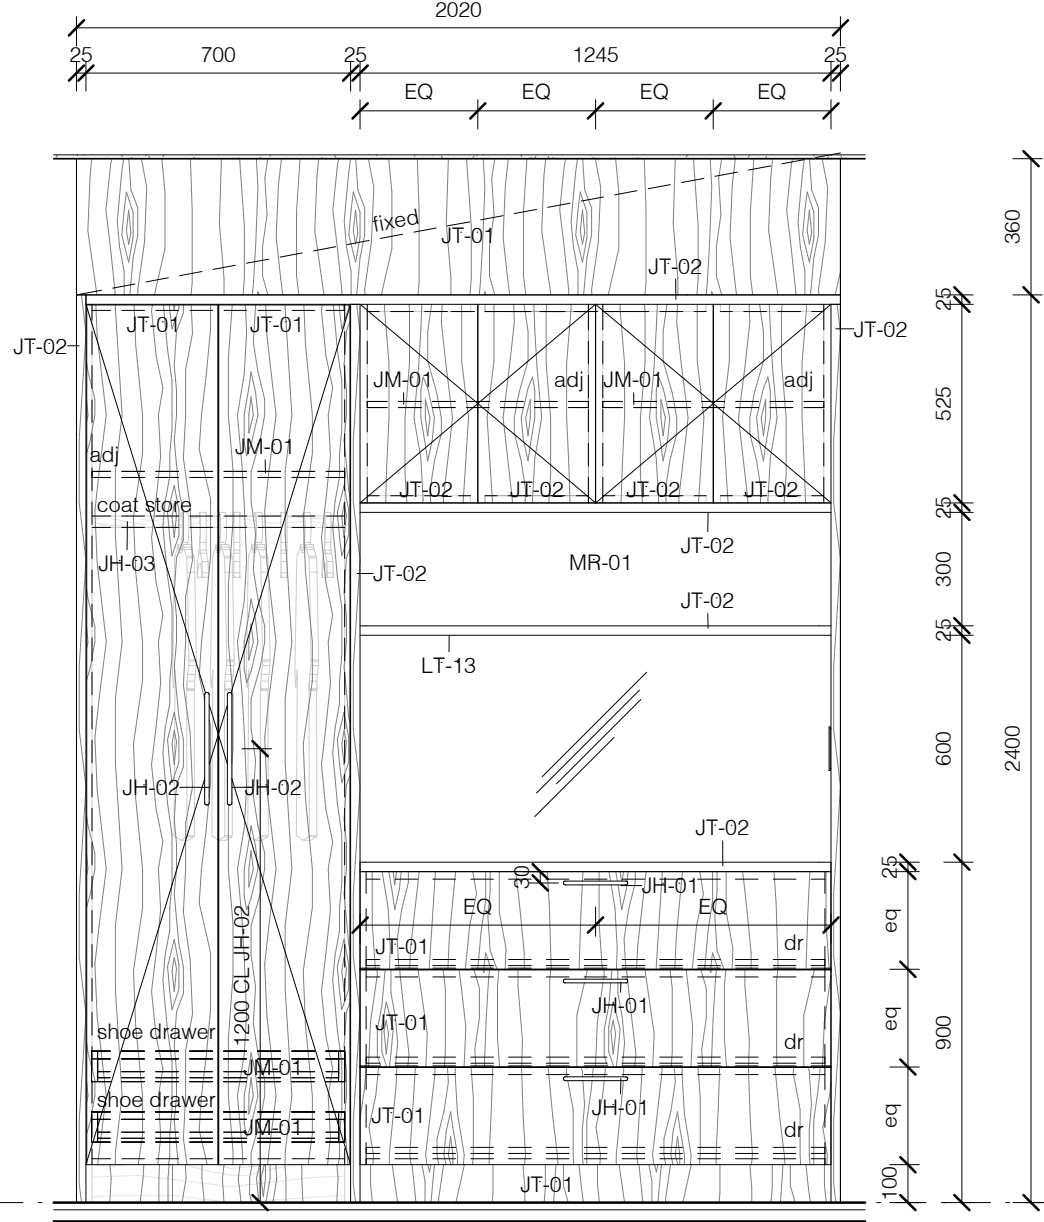 2020
25 700 25 1245 25
EQ EQ EQ EQ
fixed
JT-01
360
JT-02
25
JT-01 JT-01
JT-02
JT-02
JM-01 adj JM-01 adj
525
adj
JM-01
JT-02 JT-02 JT-02 JT-02
coat store
25
JT-02
JH-03
JT-02
MR-01
300
JT-02
25
LT-13
600
2400
JH-02 JH-02
JT-02
25
30
JH-01
EQ EQ
eq
JT-01 dr
1200 CL JH-02
JH-01
JT-01
eq
dr
900
shoe drawer
JM-01
shoe drawer
JH-01
JT-01
eq
JM-01
dr
JT-01
100